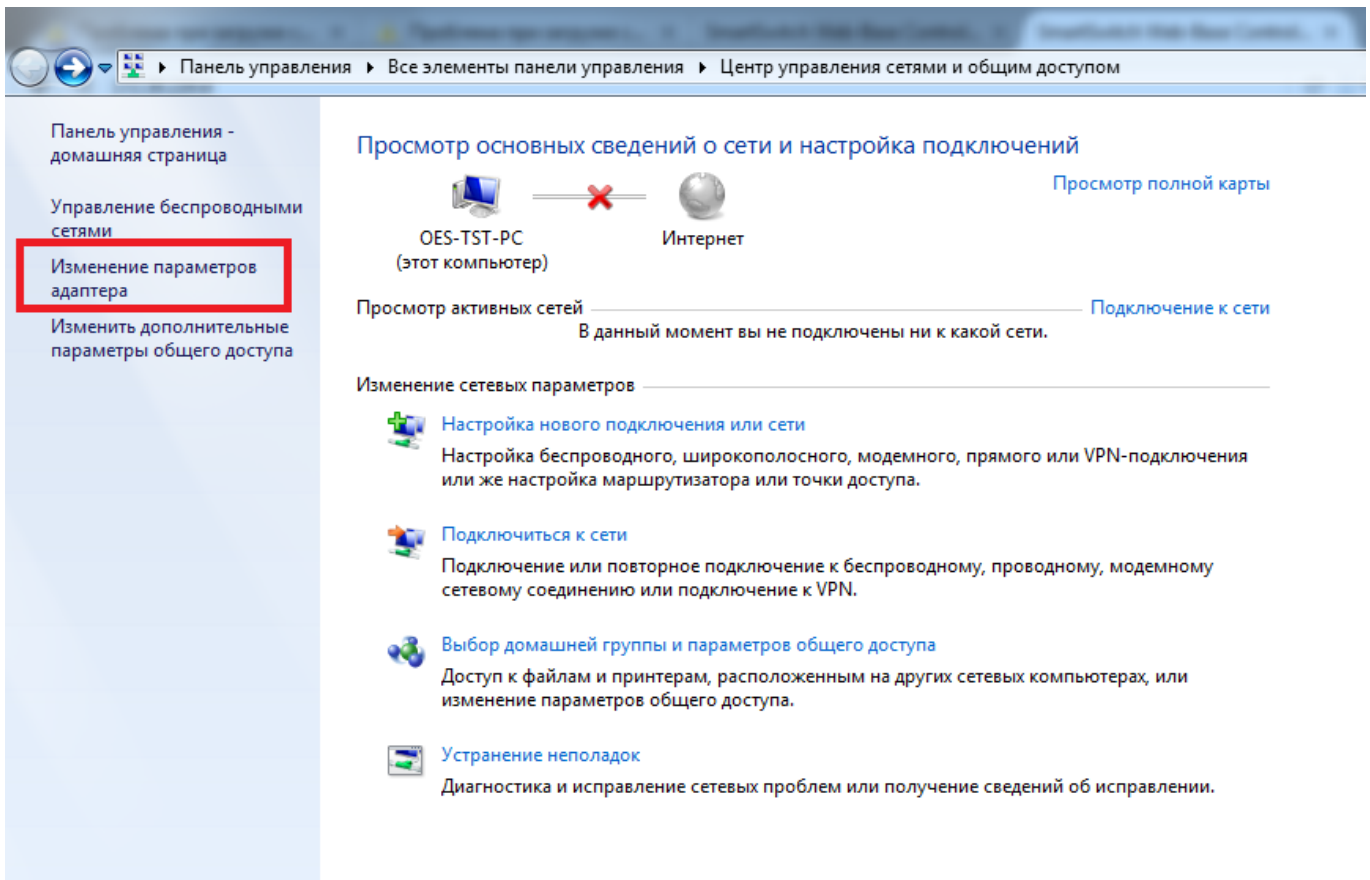 Панель управления
Все элементы панели управления
Центр управления сетями и общим доступом
Панель управления -
домашняя страница
Управление беспроводными
сетями
Изменение параметров
адаптера
Изменить дополнительные
параметры общего доступа
Просмотр основных сведений о сети и настройка подключений
Просмотр полной карты
OES-TST-PC
(этот компьютер)
Интернет
Просмотр активных сетей
Подключение к сети
В данный момент вы не подключены ни к какой сети.
Изменение сетевых параметров
Настройка нового подключения или сети
Настройка беспроводного, широкополосного, модемного, прямого или VPN-подключения
или же настройка маршрутизатора или точки доступа.
Подключиться к сети
Подключение или повторное подключение к беспроводному, проводному, модемному
сетевому соединению или подключение к VPN.
Выбор домашней группы и параметров общего доступа
Доступ к файлам и принтерам, расположенным на других сетевых компьютерах, или
изменение параметров общего доступа.
Устранение неполадок
Диагностика и исправление сетевых проблем или получение сведений об исправлении.